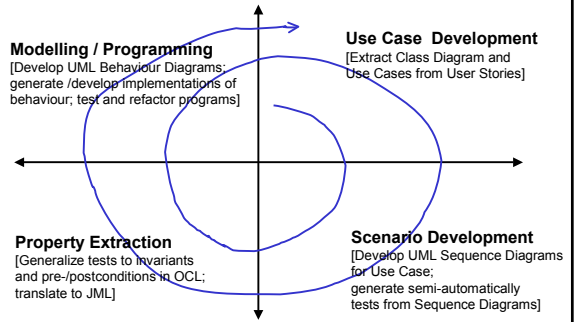 Modelling / Programming
[Develop UML Behaviour Diagrams;
generate /develop implementations of
behaviour; test and refactor programs]
Use Case Development
[Extract Class Diagram and
Use Cases from User Stories]
Property Extraction
[Generalize tests to invariants
and pre-/postconditions in OCL;
translate to JML]
Scenario Development
[Develop UML Sequence Diagrams
for Use Case;
generate semi-automatically
tests from Sequence Diagrams]